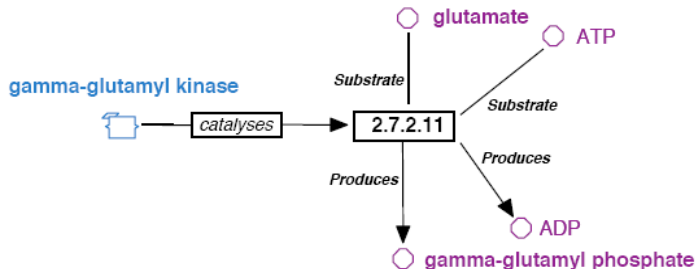 glutamate
ATP
Substrate
gamma-glutamyl kinase
Substrate
catalyses
2.7.2.11
Produces
Produces
ADP
gamma-glutamyl phosphate